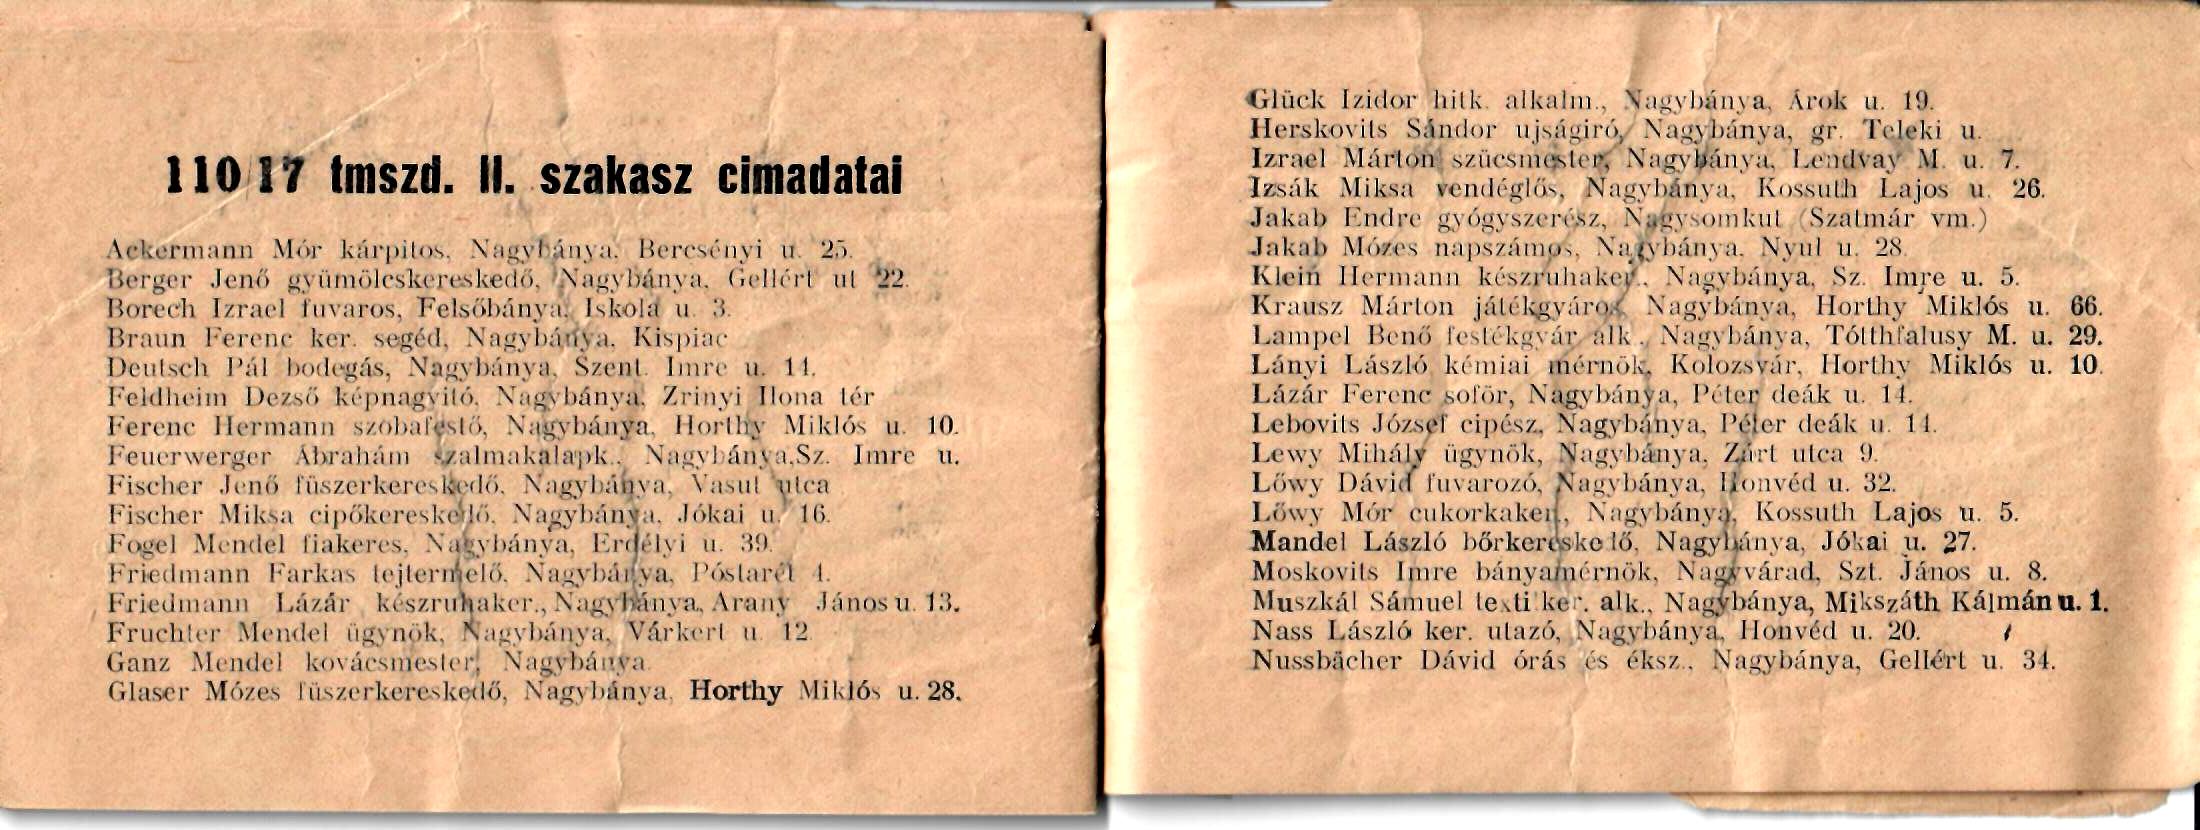 110/17 tmszd. II. szakasz cimadatai
Ackermann Mór kárpitos, Nagybánya, Bercsényi u. 25.
Berger Jenő gyümölcskereskedő, Nagybánya, Gellért ut 22.
Borech Izrael fuvaros, Felsőbánya, Iskola u. 3.
Braun Ferenc ker. segéd, Nagybánya, Kispiac
Deutsch Pál bodegás, Nagybánya, Szent. Imre u. 14.
Feldheim Dezső képnagyitó, Nagybánya, Zrinyi Ilona tér
Ferenc Hermann szobafestő, Nagybánya, Horthy Miklós u. 10.
Feuerwerger Ábrahám szalmakalapk., Nagybánya, Sz. Imre u.
Fischer Jenő füszerkereskedő, Nagybánya, Vasut utca
Fischer Miksa cipőkereskedő, Nagybánya, Jókai u. 16.
Fogel Mendel fiakeres, Nagybánya, Erdélyi u. 39.
Friedmann Farkas tejtermelő, Nagybánya, Póstarét 4.
Friedmann Lázár készruhaker., Nagybánya, Arany János u. 13.
Fruchter Mendel ügynök, Nagybánya, Várkert u. 12
Ganz Mendel kovácsmester, Nagybánya
Glaser Mózes füszerkereskedő, Nagybánya, Horthy Miklós u. 28.
Glück Izidor hitk. alkalm., Nagybánya, Árok u. 19.
Herskovits Sándor ujságiró, Nagybánya, gr. Teleki u.
Izrael Márton szücsmester, Nagybánya, Lendvay M. u. 7.
Izsák Miksa vendéglős, Nagybánya, Kossuth Lajos u. 26.
Jakab Endre gyógyszerész, Nagysomkut (Szatmár vm.)
Jakab Mózes napszámos, Nagybánya, Nyul u. 28.
Klein Hermann készruhaker., Nagybánya, Sz. Imre u. 5.
Krausz Márton játékgyáros, Nagybánya, Horthy Miklós u. 66.
Lampel Benő festékgyár alk., Nagybánya, Tótthfalusy M. u. 29.
Lányi László kémiai mérnök, Kolozsvár, Horthy Miklós u. 10.
Lázár Ferenc soför, Nagybánya, Péter deák u. 14.
Lebovits József cipész, Nagybánya, Péter deák u. 11.
Lewy Mihály ügynök, Nagybánya, Zárt utca 9.
Lőwy Dávid fuvarozó, Nagybánya, Honvéd u. 32.
Lőwy Mór cukorkaker., Nagybánya, Kossuth Lajos u. 5.
Mandel László bőrkereskedő, Nagybánya, Jókai u. 27.
Moskovits Imre bányamérnök, Nagyvárad, Szt. János u. 8.
Muszkál Sámuel textilker. alk., Nagybánya, Mikszáth Kálmán u. 1.
Nass László ker. utazó, Nagybánya, Honvéd u. 20.
Nussbächer Dávid órás és éksz., Nagybánya, Gellért u. 34.